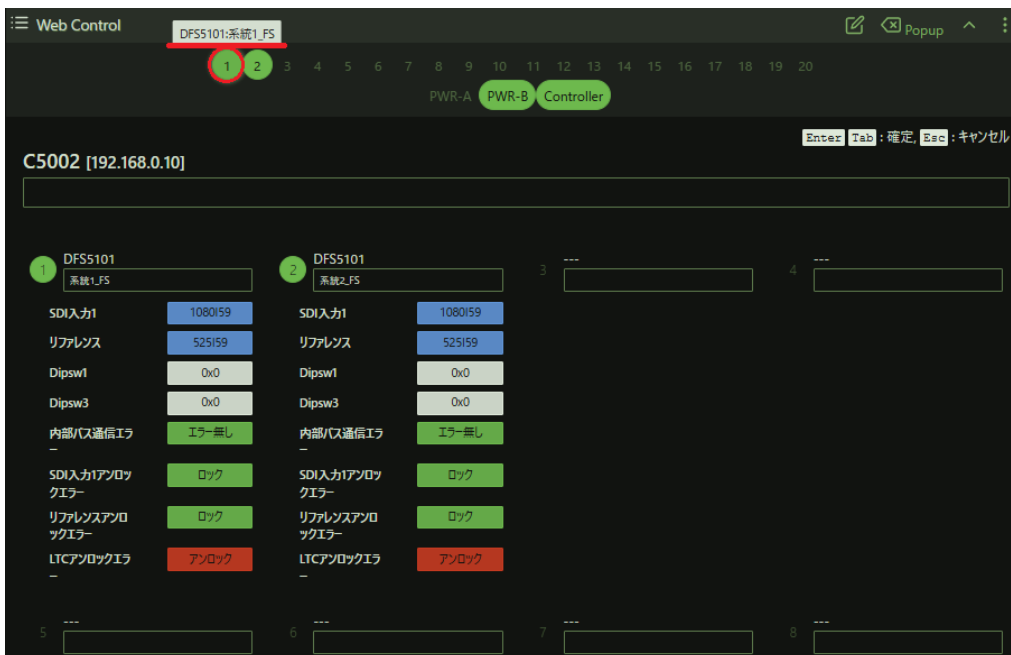 Web Control
DFS5101:系統1_FS
Popup
1 2 3 4 5 6 7 8 9 10 11 12 13 14 15 16 17 18 19 20
PWR-A PWR-B Controller
Enter Tab : 確定, Esc : キャンセル
C5002 [192.168.0.10]
1 DFS5101
系統1_FS
SDI入力1 1080I59
リファレンス 525I59
Dipsw1 0x0
Dipsw3 0x0
内部バス通信エラ
ー
エラー無し
SDI入力1アンロッ
クエラー
ロック
リファレンスアンロ
ックエラー
ロック
LTCアンロックエラ
ー
アンロック
2 DFS5101
系統2_FS
SDI入力1 1080I59
リファレンス 525I59
Dipsw1 0x0
Dipsw3 0x0
内部バス通信エラ
ー
エラー無し
SDI入力1アンロッ
クエラー
ロック
リファレンスアンロ
ックエラー
ロック
LTCアンロックエラ
ー
アンロック
3 ---
4 ---
5 ---
6 ---
7 ---
8 ---